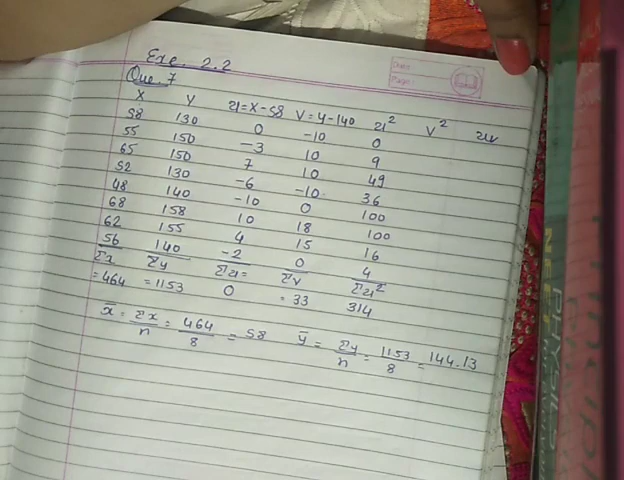 Exe. 2.2
Que. 7
Date
Page
X Y u=X-58 V=Y-140 u² V² uv
58 130 0 -10 0
55 150 -3 10 9
65 150 7 10 49
52 130 -6 -10 36
48 140 -10 0 100
68 158 10 18 100
62 155 4 15 16
56 140 -2 0 4
Σx Σy Σu= Σv Σu²
=464 =1153 0 =33 314
x̄ = Σx/n = 464/8 = 58 ȳ = Σy/n = 1153/8 = 144.13